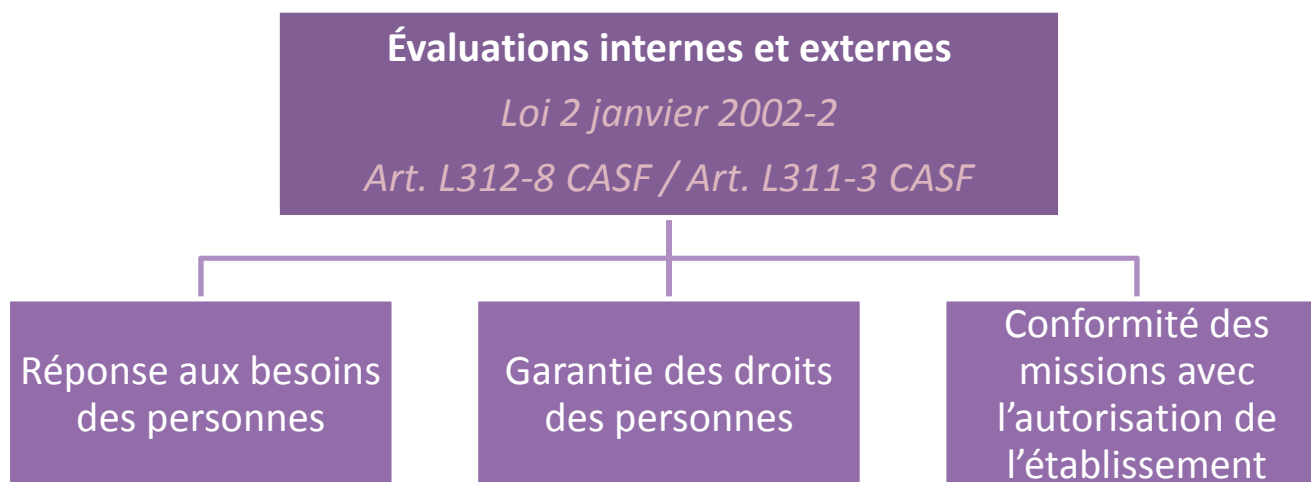 Évaluations internes et externes
Loi 2 janvier 2002-2
Art. L312-8 CASF / Art. L311-3 CASF
Réponse aux besoins
des personnes
Garantie des droits
des personnes
Conformité des
missions avec
l’autorisation de
l’établissement